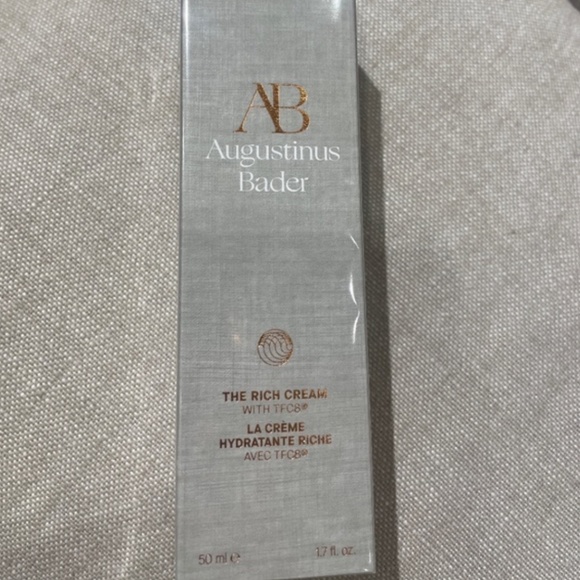 AB
Augustinus
Bader
THE RICH CREAM
WITH TFC8®
LA CRÈME
HYDRATANTE RICHE
AVEC TFC8®
50 ml ℮ 1.7 fl. oz.